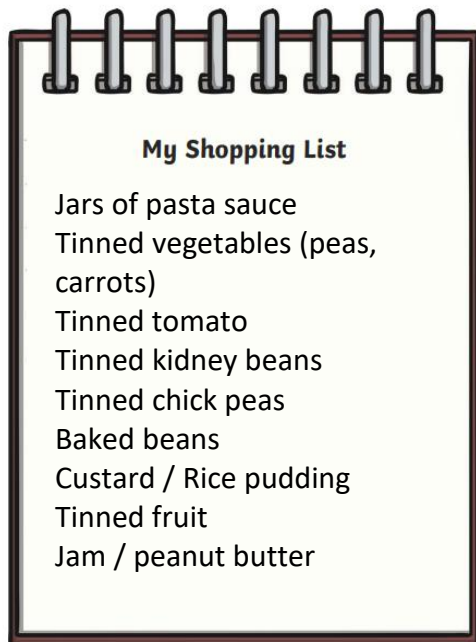 My Shopping List
Jars of pasta sauce
Tinned vegetables (peas,
carrots)
Tinned tomato
Tinned kidney beans
Tinned chick peas
Baked beans
Custard / Rice pudding
Tinned fruit
Jam / peanut butter